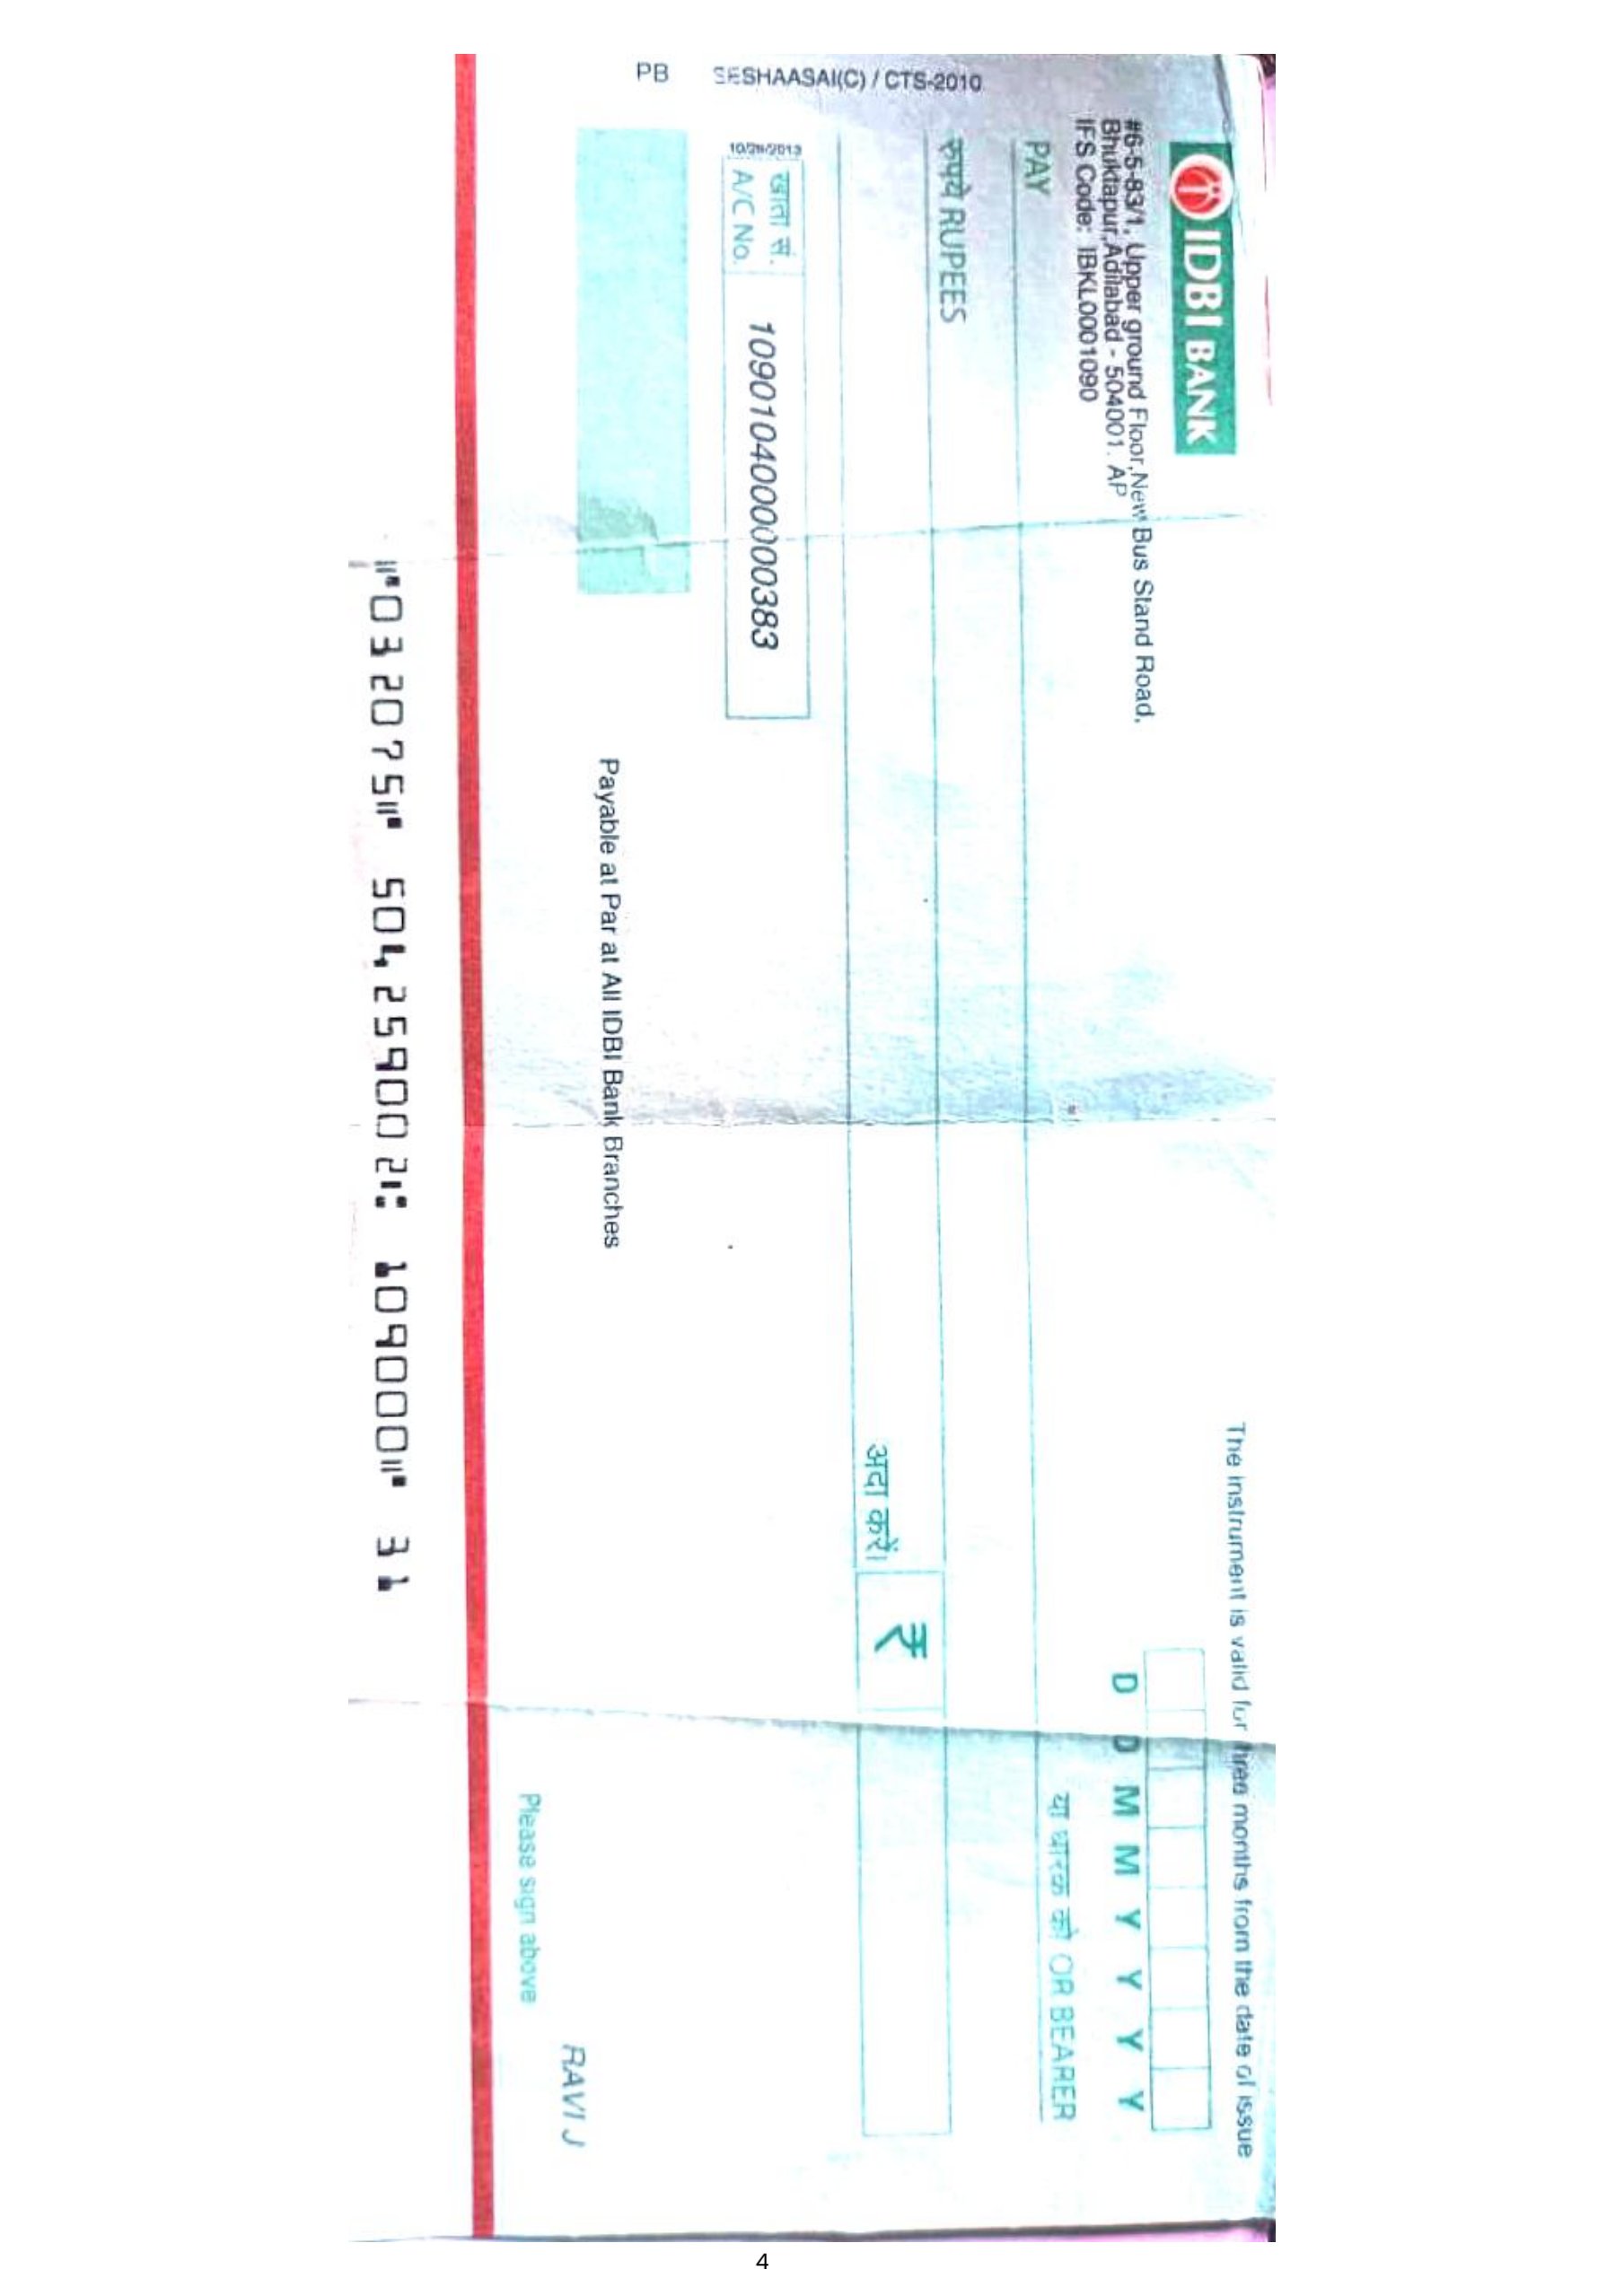 IDBI BANK
The instrument is valid for three months from the date of issue
#6-5-83/1, Upper ground Floor,New Bus Stand Road,
Bhuktapur,Adilabad - 504001. AP
IFS Code: IBKL0001090
D D M M Y Y Y Y
PAY
या धारक को OR BEARER
रुपये RUPEES
अदा करें।
₹
खाता सं.
A/C No.
1090104000000383
SESHAASAI(C) / CTS-2010
PB
Payable at Par at All IDBI Bank Branches
RAVI J
Please sign above
⑈032075⑈ 504259002⑆ 109000⑈ 31
4